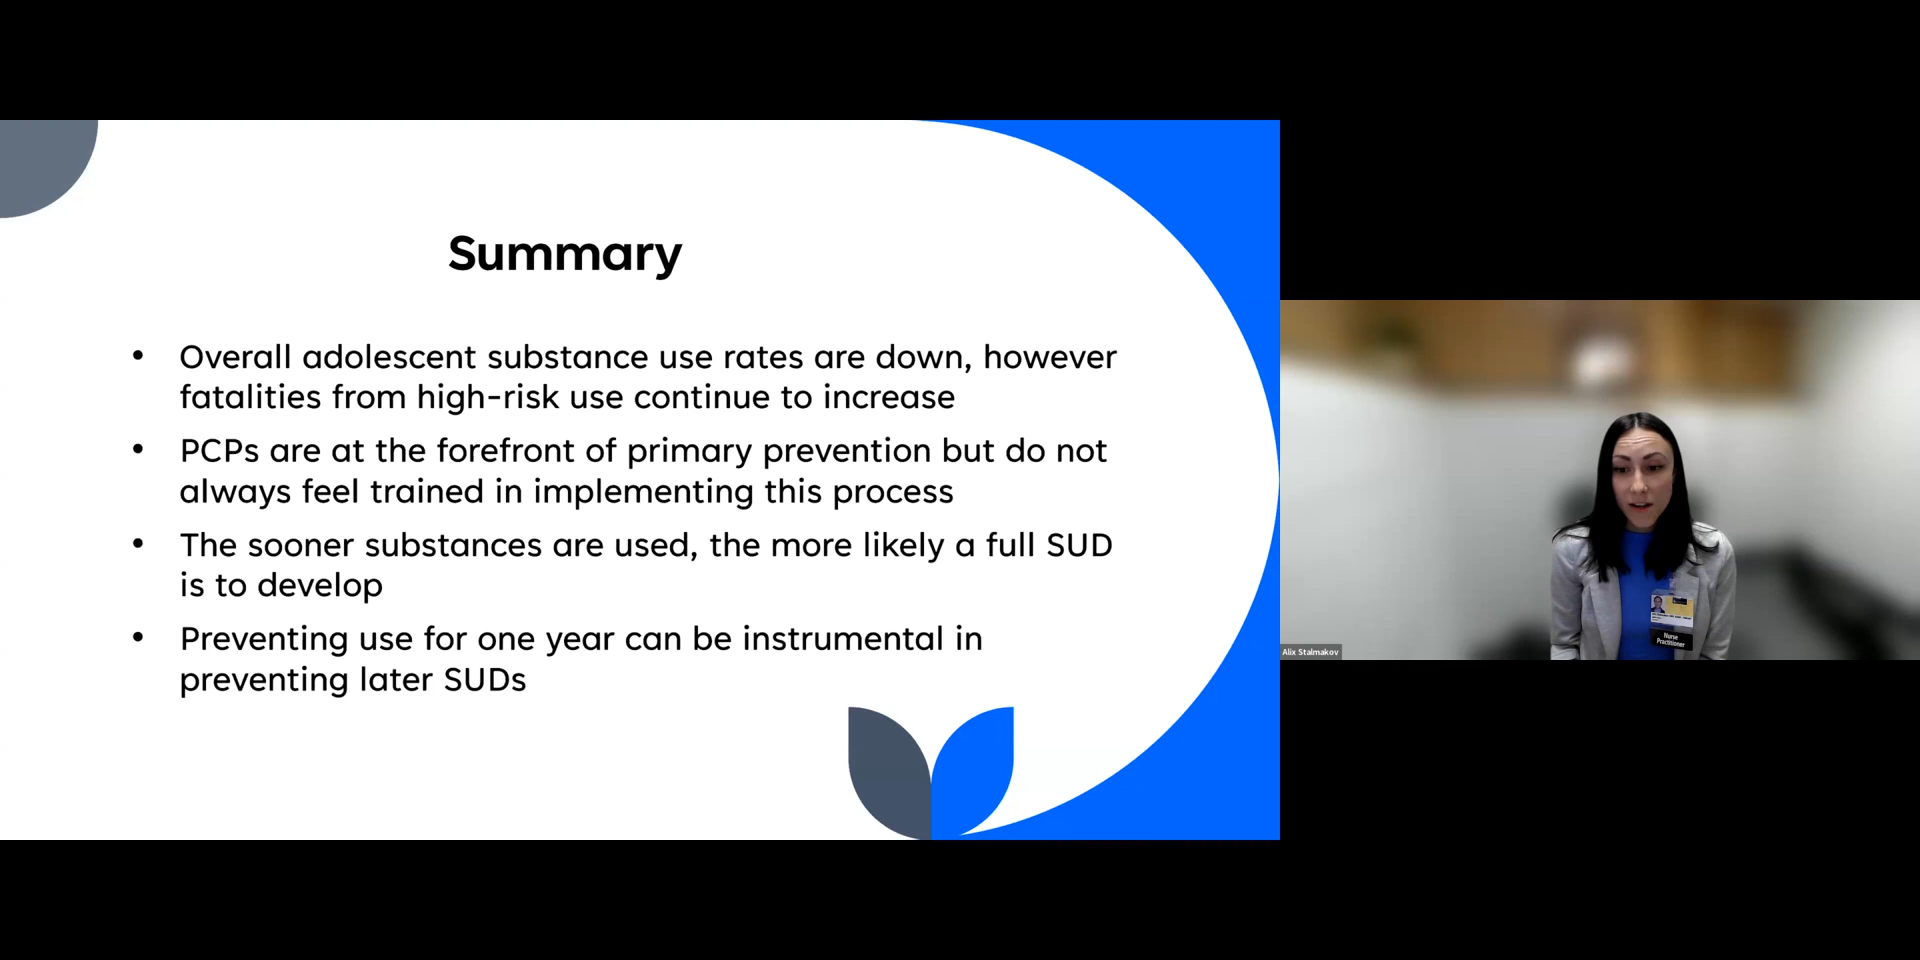 Summary
• Overall adolescent substance use rates are down, however
fatalities from high-risk use continue to increase
• PCPs are at the forefront of primary prevention but do not
always feel trained in implementing this process
• The sooner substances are used, the more likely a full SUD
is to develop
• Preventing use for one year can be instrumental in
preventing later SUDs
Nurse
Practitioner
Alix Stalmakov